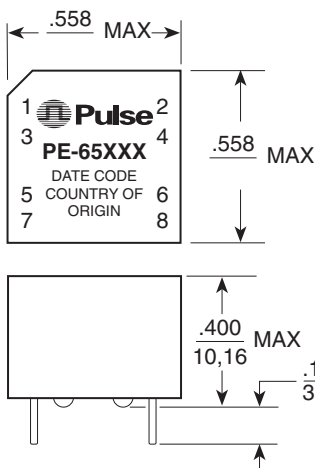 .558 MAX
1 Pulse 2
3 4
PE-65XXX
DATE CODE
5 COUNTRY OF 6
ORIGIN
7 8
.558 MAX
.400
10,16 MAX